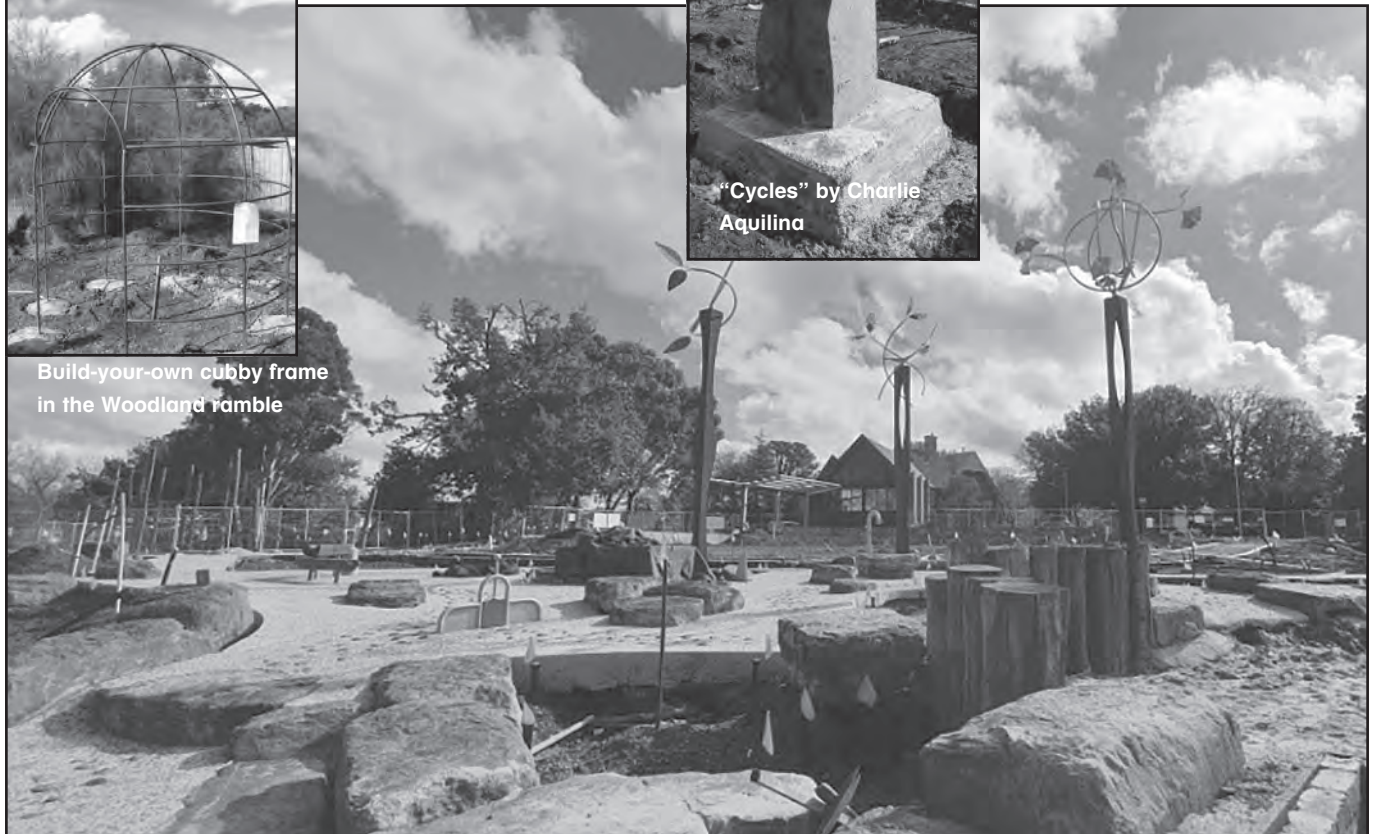 Build-your-own cubby frame
in the Woodland ramble
“Cycles” by Charlie
Aquilina